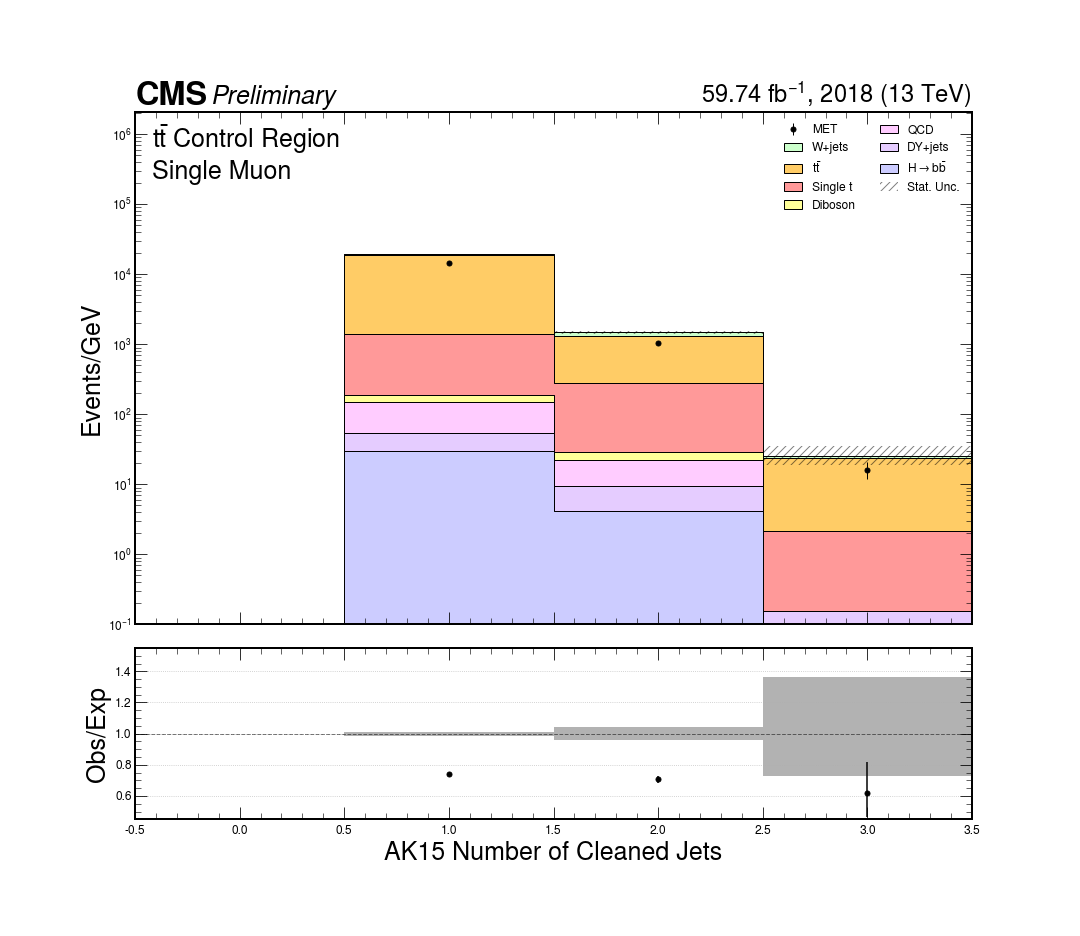 CMS Preliminary
59.74 fb⁻¹, 2018 (13 TeV)
tt̄ Control Region
Single Muon
MET
W+jets
tt̄
Single t
Diboson
QCD
DY+jets
H→bb̄
Stat. Unc.
Events/GeV
10⁶
10⁵
10⁴
10³
10²
10¹
10⁰
10⁻¹
Obs/Exp
1.4
1.2
1.0
0.8
0.6
-0.5 0.0 0.5 1.0 1.5 2.0 2.5 3.0 3.5
AK15 Number of Cleaned Jets